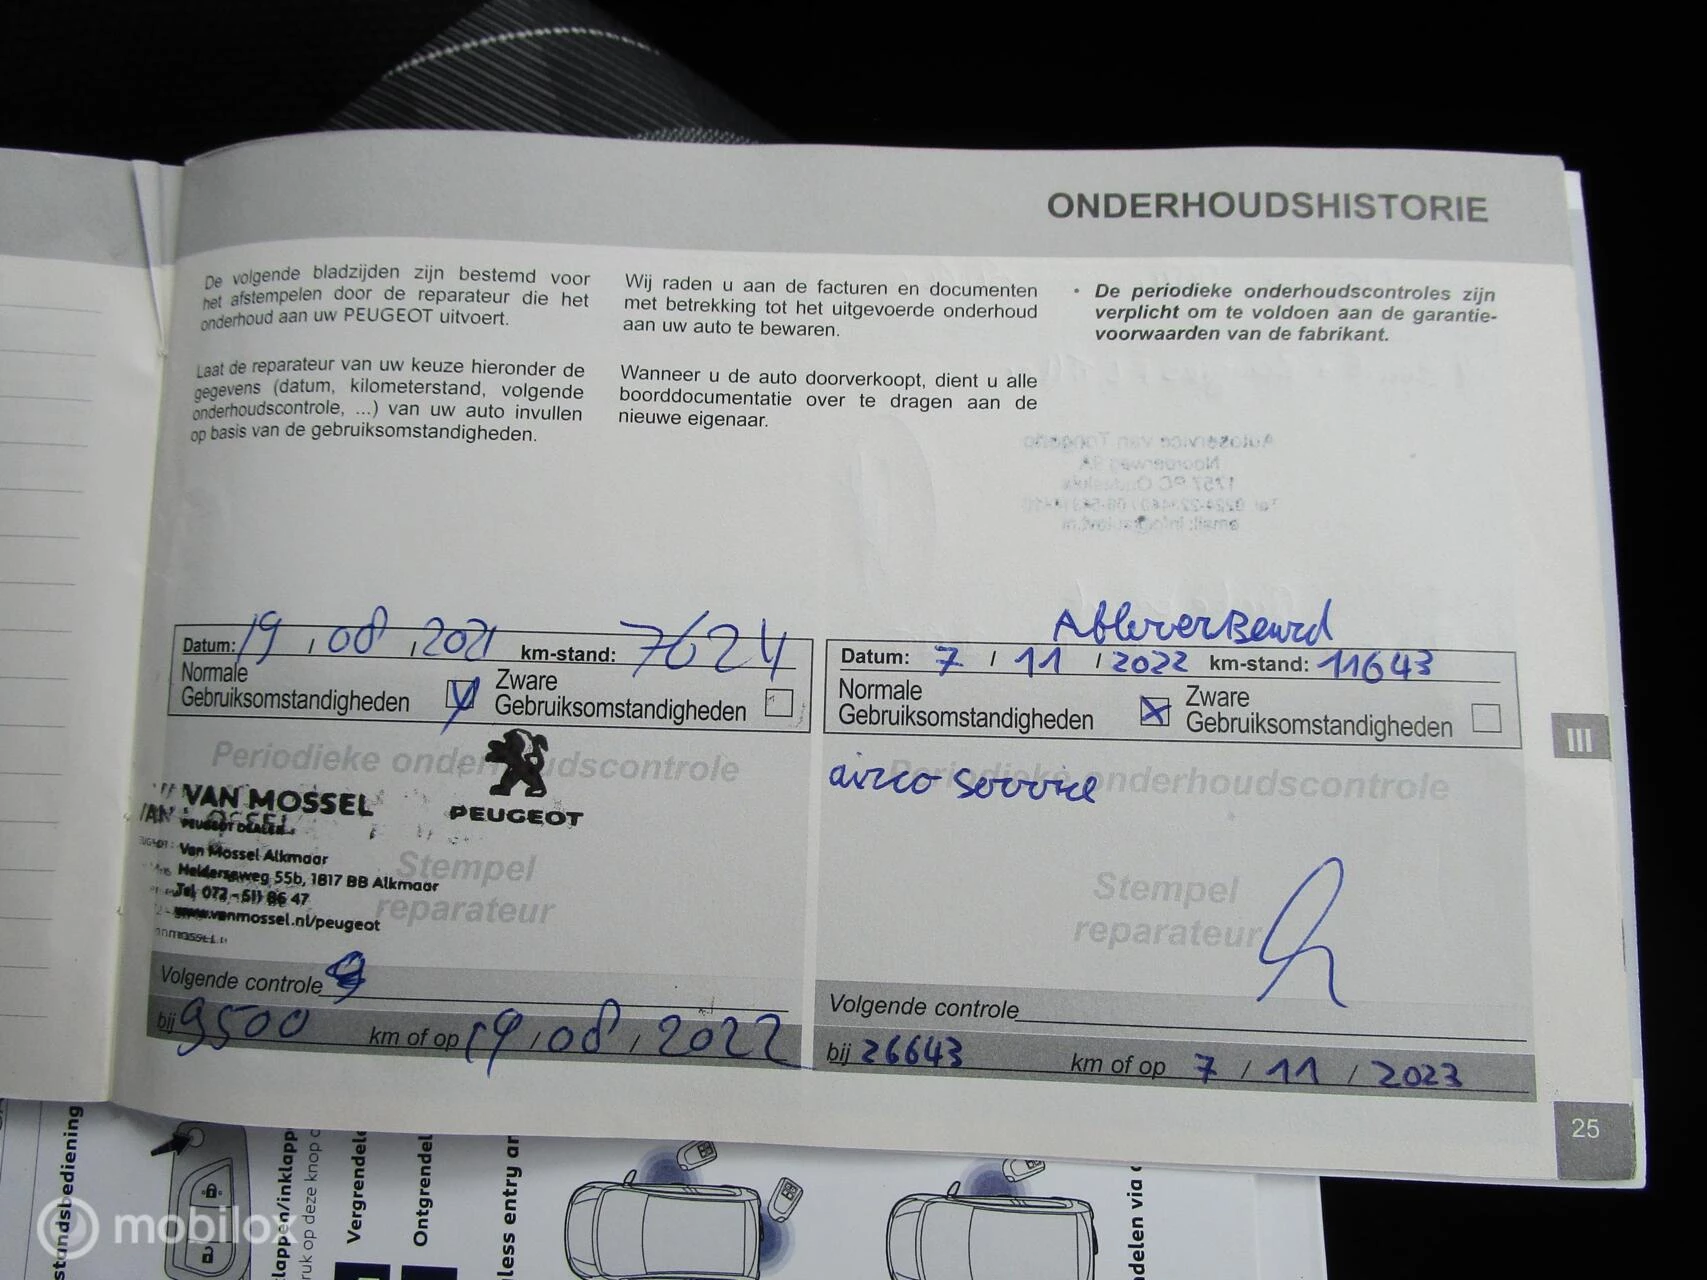 ONDERHOUDSHISTORIE
De volgende bladzijden zijn bestemd voor
het afstempelen door de reparateur die het
onderhoud aan uw PEUGEOT uitvoert.
Laat de reparateur van uw keuze hieronder de
gegevens (datum, kilometerstand, volgende
onderhoudscontrole, ...) van uw auto invullen
op basis van de gebruiksomstandigheden.
Wij raden u aan de facturen en documenten
met betrekking tot het uitgevoerde onderhoud
aan uw auto te bewaren.
Wanneer u de auto doorverkoopt, dient u alle
boorddocumentatie over te dragen aan de
nieuwe eigenaar.
• De periodieke onderhoudscontroles zijn
verplicht om te voldoen aan de garantie-
voorwaarden van de fabrikant.
Datum: 19 / 08 / 2021 km-stand: 7624
Normale
Gebruiksomstandigheden
Zware
Gebruiksomstandigheden
Periodieke onderhoudscontrole
PEUGEOT
VAN MOSSEL
PEUGEOT DEALER
Van Mossel Alkmaar
Helderseweg 55b, 1817 BB Alkmaar
Tel. 072 - 511 86 47
www.vanmossel.nl/peugeot
Stempel
reparateur
Volgende controle
bij 9500 km of op 19 / 08 / 2022
Datum: 7 / 11 / 2022 km-stand: 11643
Normale
Gebruiksomstandigheden
Zware
Gebruiksomstandigheden
Periodieke onderhoudscontrole
airco service
Stempel
reparateur
Volgende controle
bij 26643 km of op 7 / 11 / 2023
III
25
standsbediening
Vergrendele
Ontgrendel
mobilox